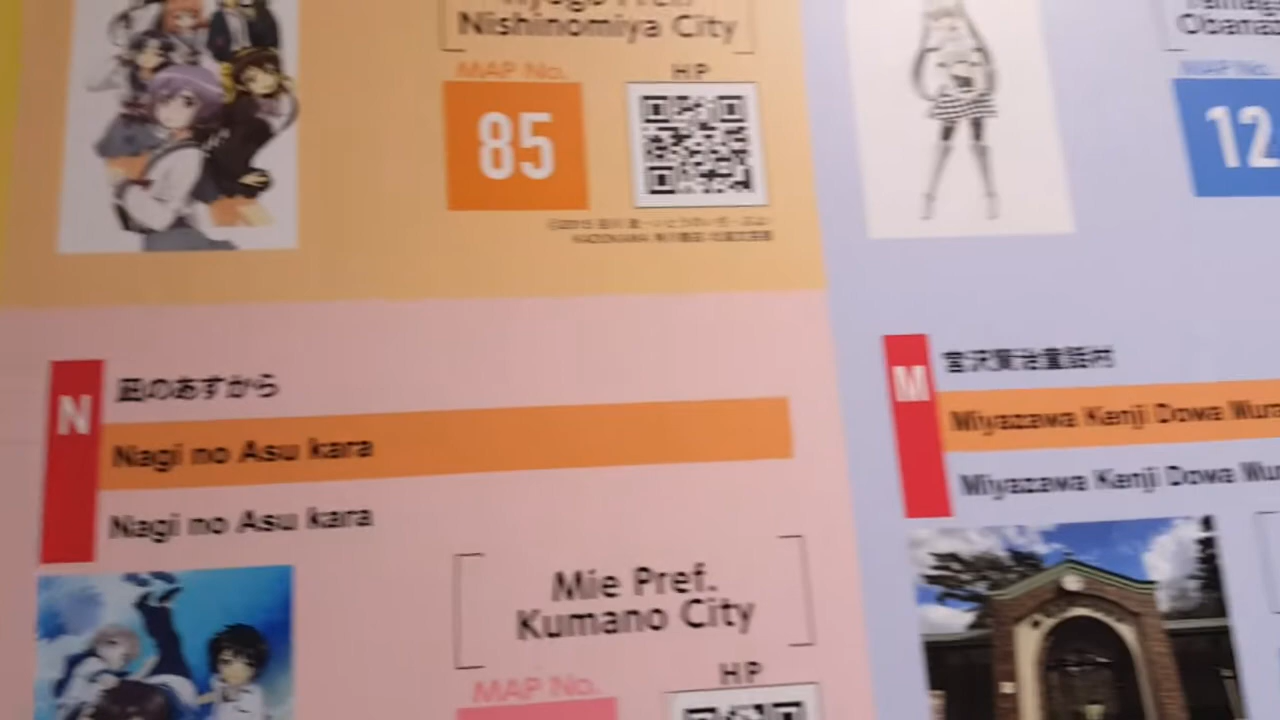 Nishinomiya City
MAP No.
HP
85
12
N
凪のあすから
Nagi no Asu kara
Nagi no Asu kara
Mie Pref.
Kumano City
MAP No.
HP
M
宮沢賢治童話村
Miyazawa Kenji Dowa Mura
Miyazawa Kenji Dowa